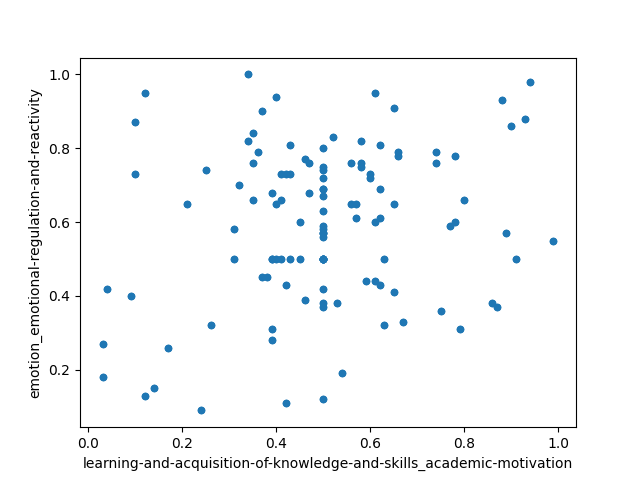 1.0
0.8
0.6
0.4
0.2
emotion_emotional-regulation-and-reactivity
0.0 0.2 0.4 0.6 0.8 1.0
learning-and-acquisition-of-knowledge-and-skills_academic-motivation